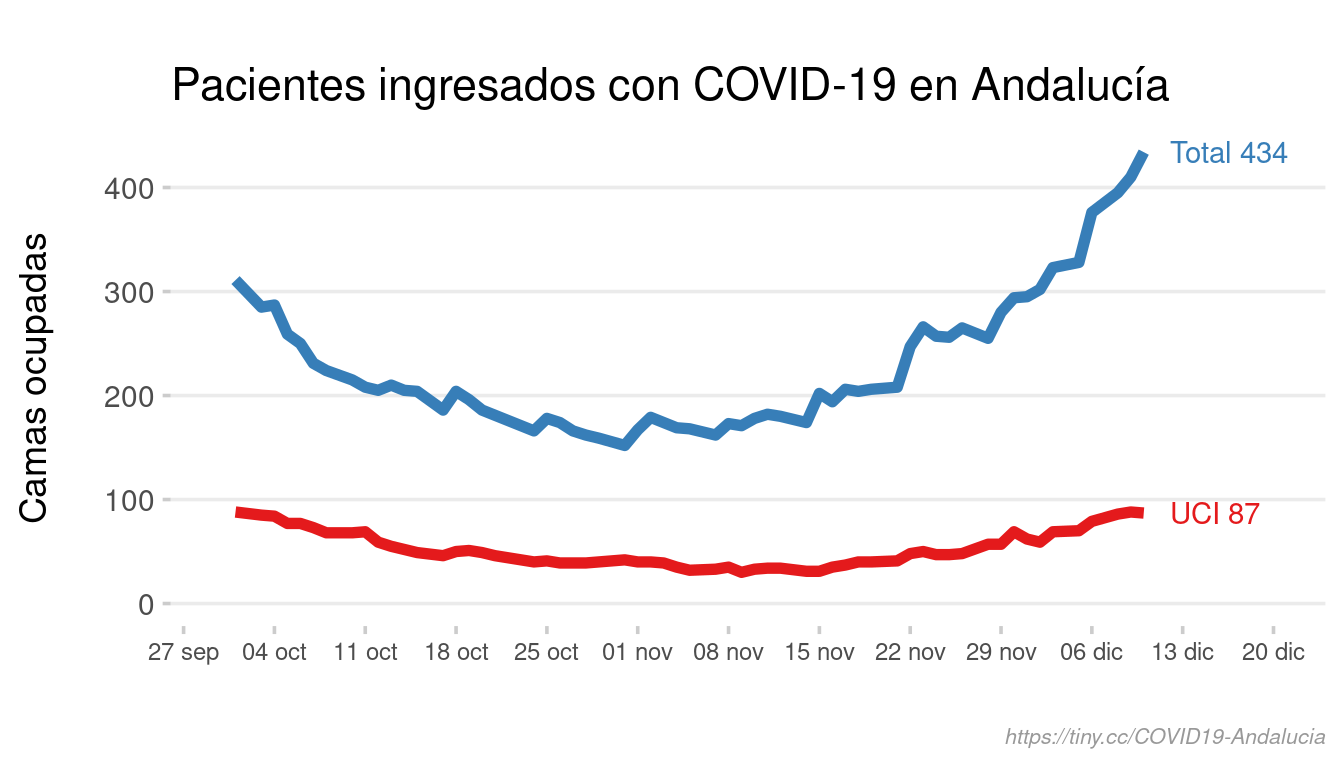 Pacientes ingresados con COVID-19 en Andalucía
Camas ocupadas
400
300
200
100
0
Total 434
UCI 87
27 sep 04 oct 11 oct 18 oct 25 oct 01 nov 08 nov 15 nov 22 nov 29 nov 06 dic 13 dic 20 dic
https://tiny.cc/COVID19-Andalucia